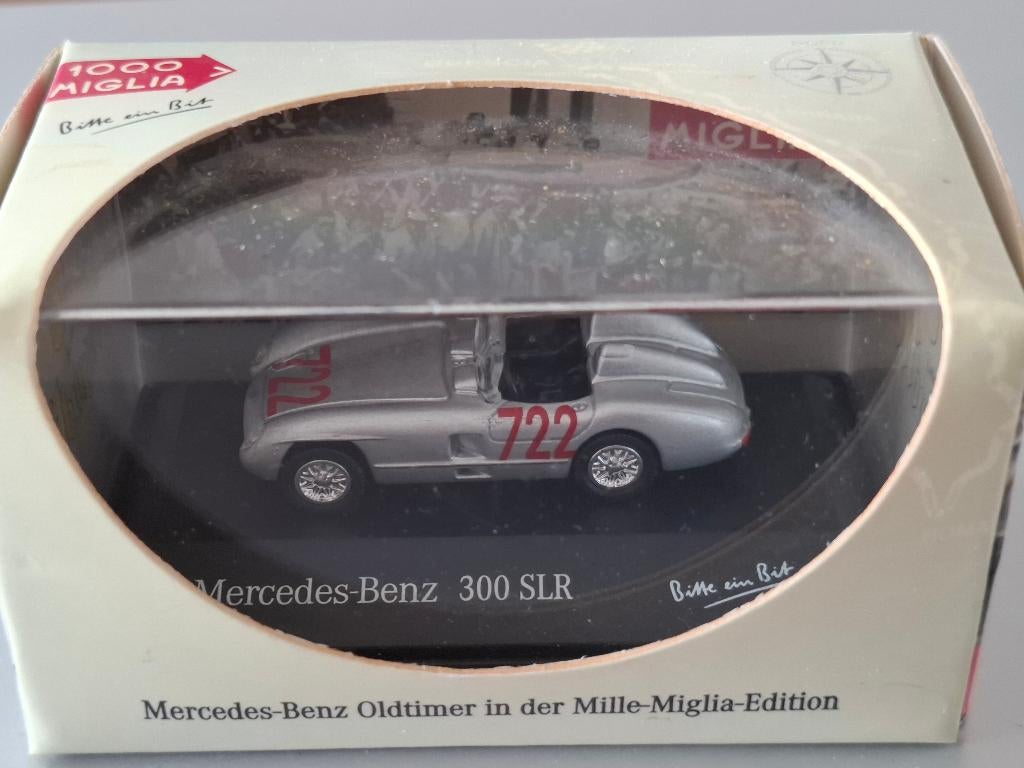 1000
MIGLIA
Bitte ein Bit
MIGLI
722
722
Mercedes-Benz 300 SLR
Bitte ein Bit
Mercedes-Benz Oldtimer in der Mille-Miglia-Edition